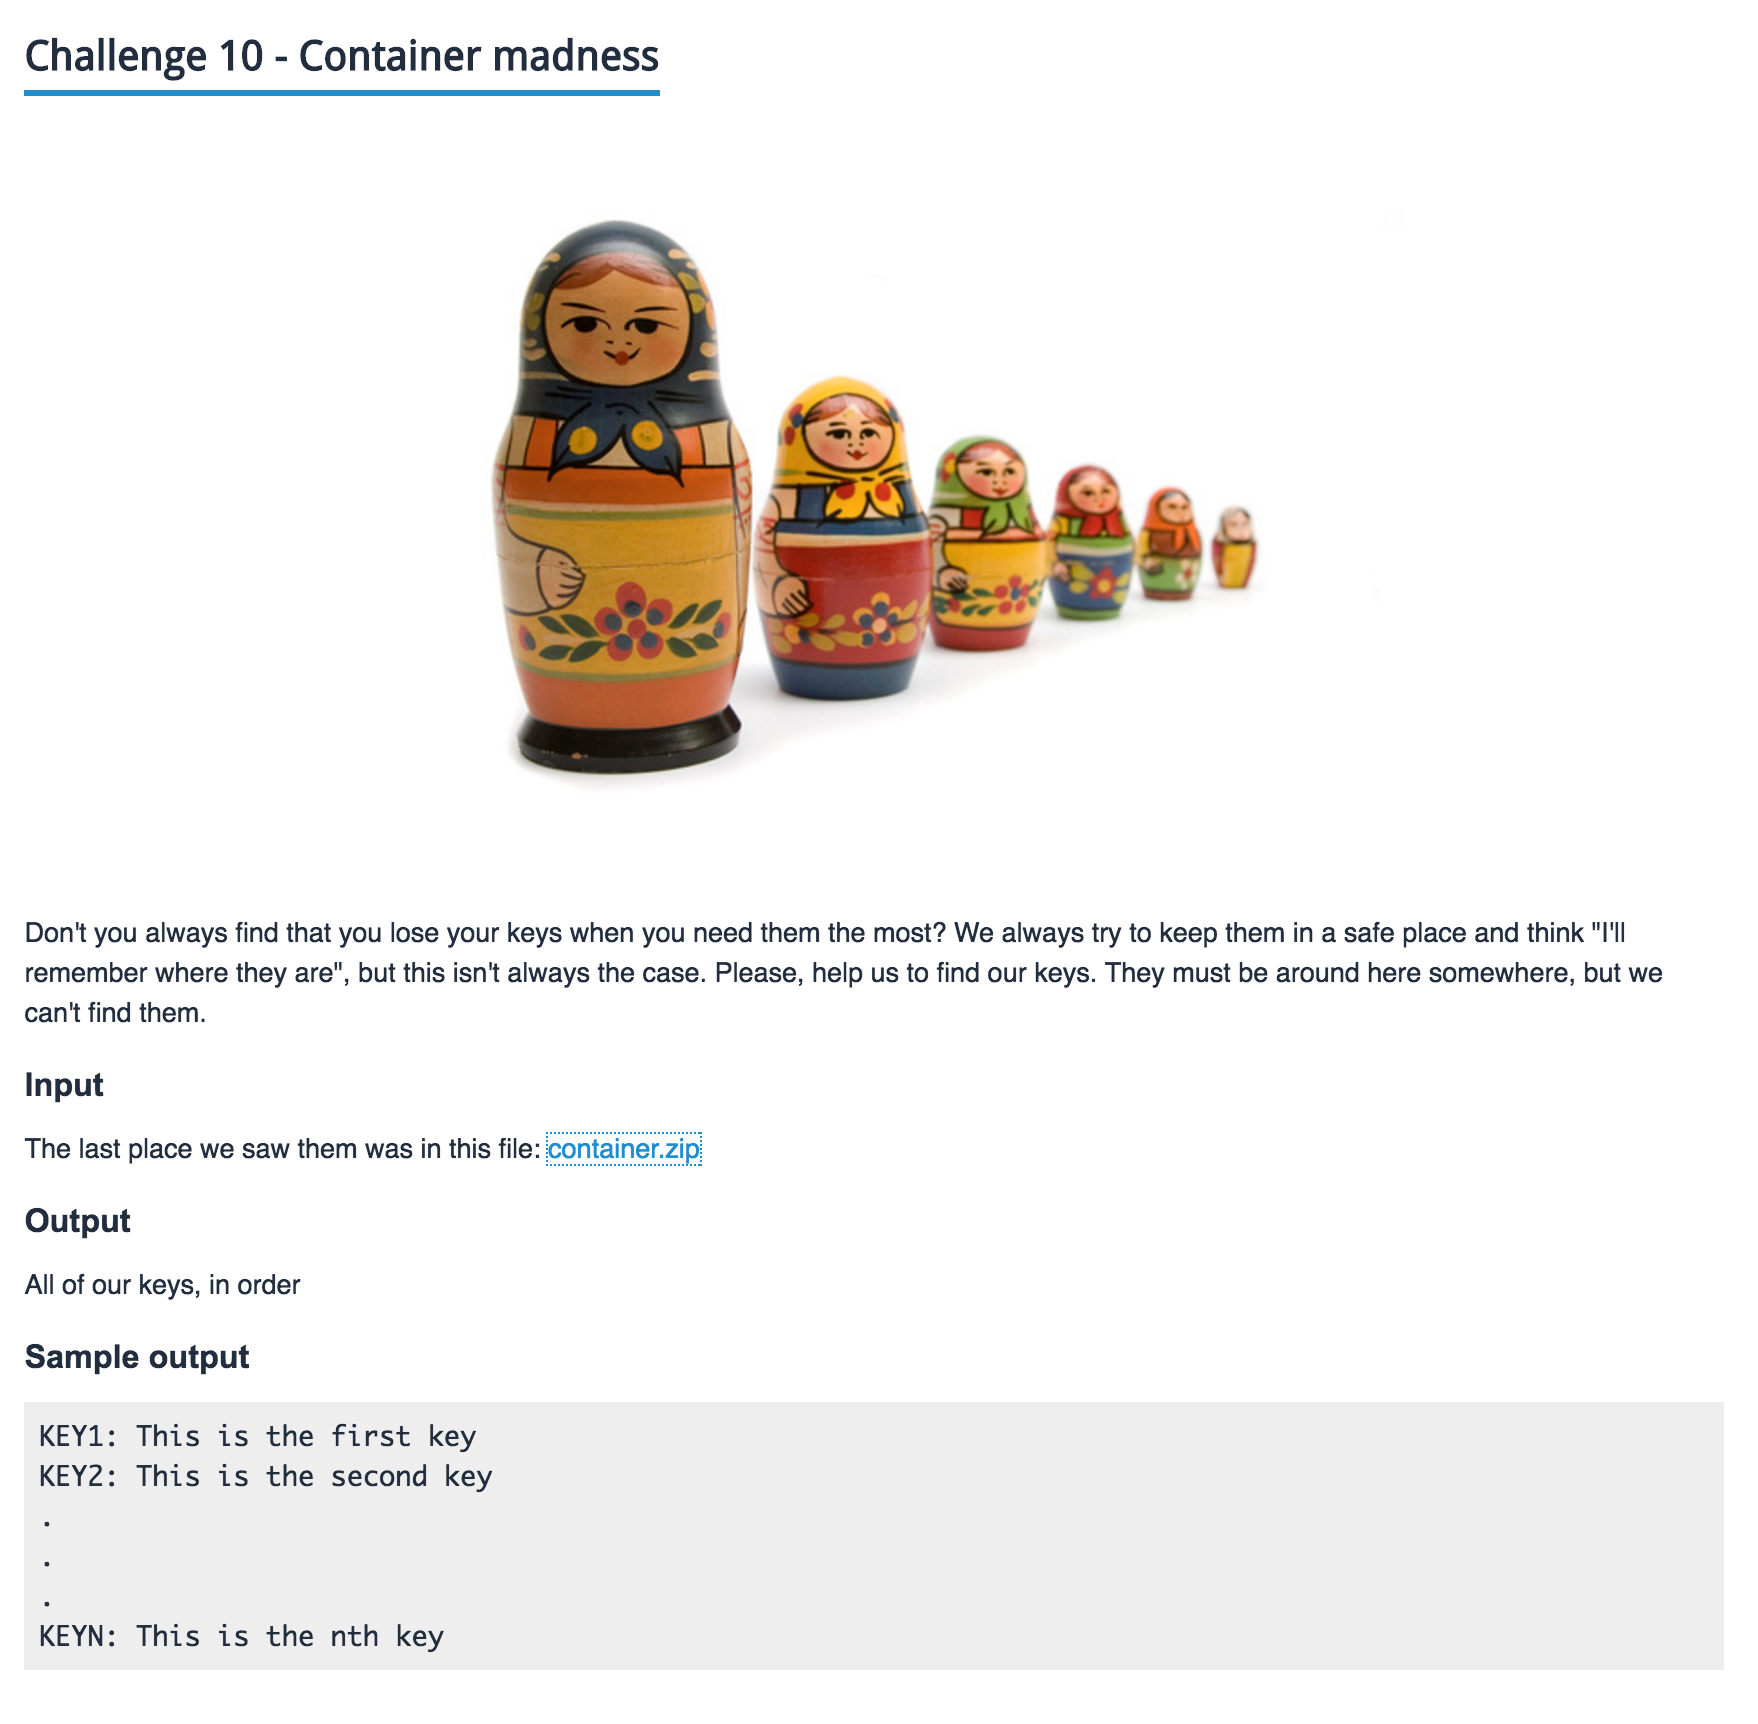 Challenge 10 - Container madness
Don't you always find that you lose your keys when you need them the most? We always try to keep them in a safe place and think "I'll
remember where they are", but this isn't always the case. Please, help us to find our keys. They must be around here somewhere, but we
can't find them.
Input
The last place we saw them was in this file: container.zip
Output
All of our keys, in order
Sample output
KEY1: This is the first key
KEY2: This is the second key
.
.
.
KEYN: This is the nth key